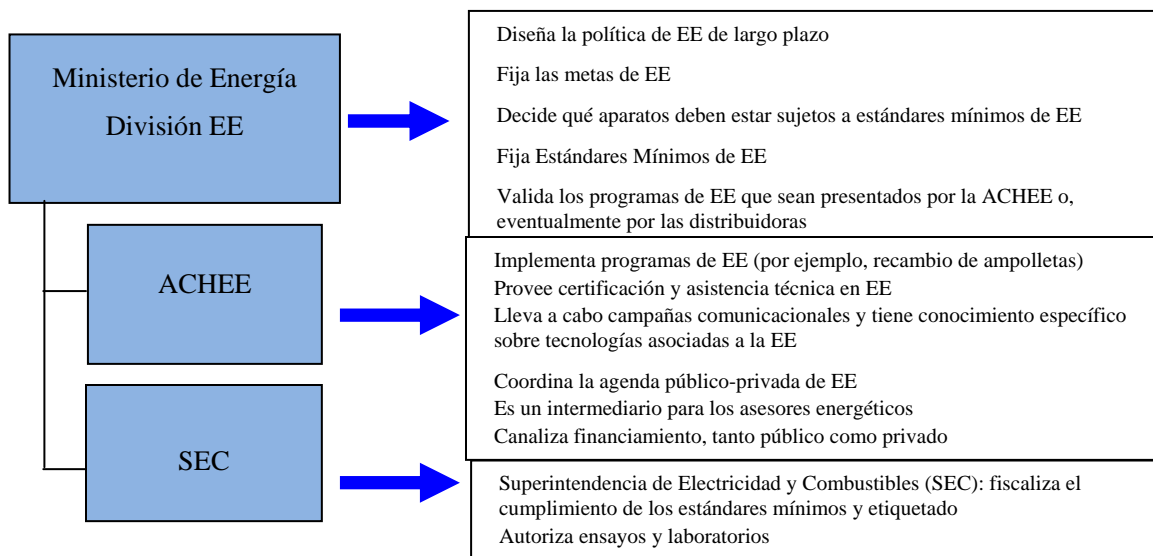 Ministerio de Energía
División EE
Diseña la política de EE de largo plazo
Fija las metas de EE
Decide qué aparatos deben estar sujetos a estándares mínimos de EE
Fija Estándares Mínimos de EE
Valida los programas de EE que sean presentados por la ACHEE o,
eventualmente por las distribuidoras
ACHEE
Implementa programas de EE (por ejemplo, recambio de ampolletas)
Provee certificación y asistencia técnica en EE
Lleva a cabo campañas comunicacionales y tiene conocimiento específico
sobre tecnologías asociadas a la EE
Coordina la agenda público-privada de EE
Es un intermediario para los asesores energéticos
Canaliza financiamiento, tanto público como privado
SEC
Superintendencia de Electricidad y Combustibles (SEC): fiscaliza el
cumplimiento de los estándares mínimos y etiquetado
Autoriza ensayos y laboratorios